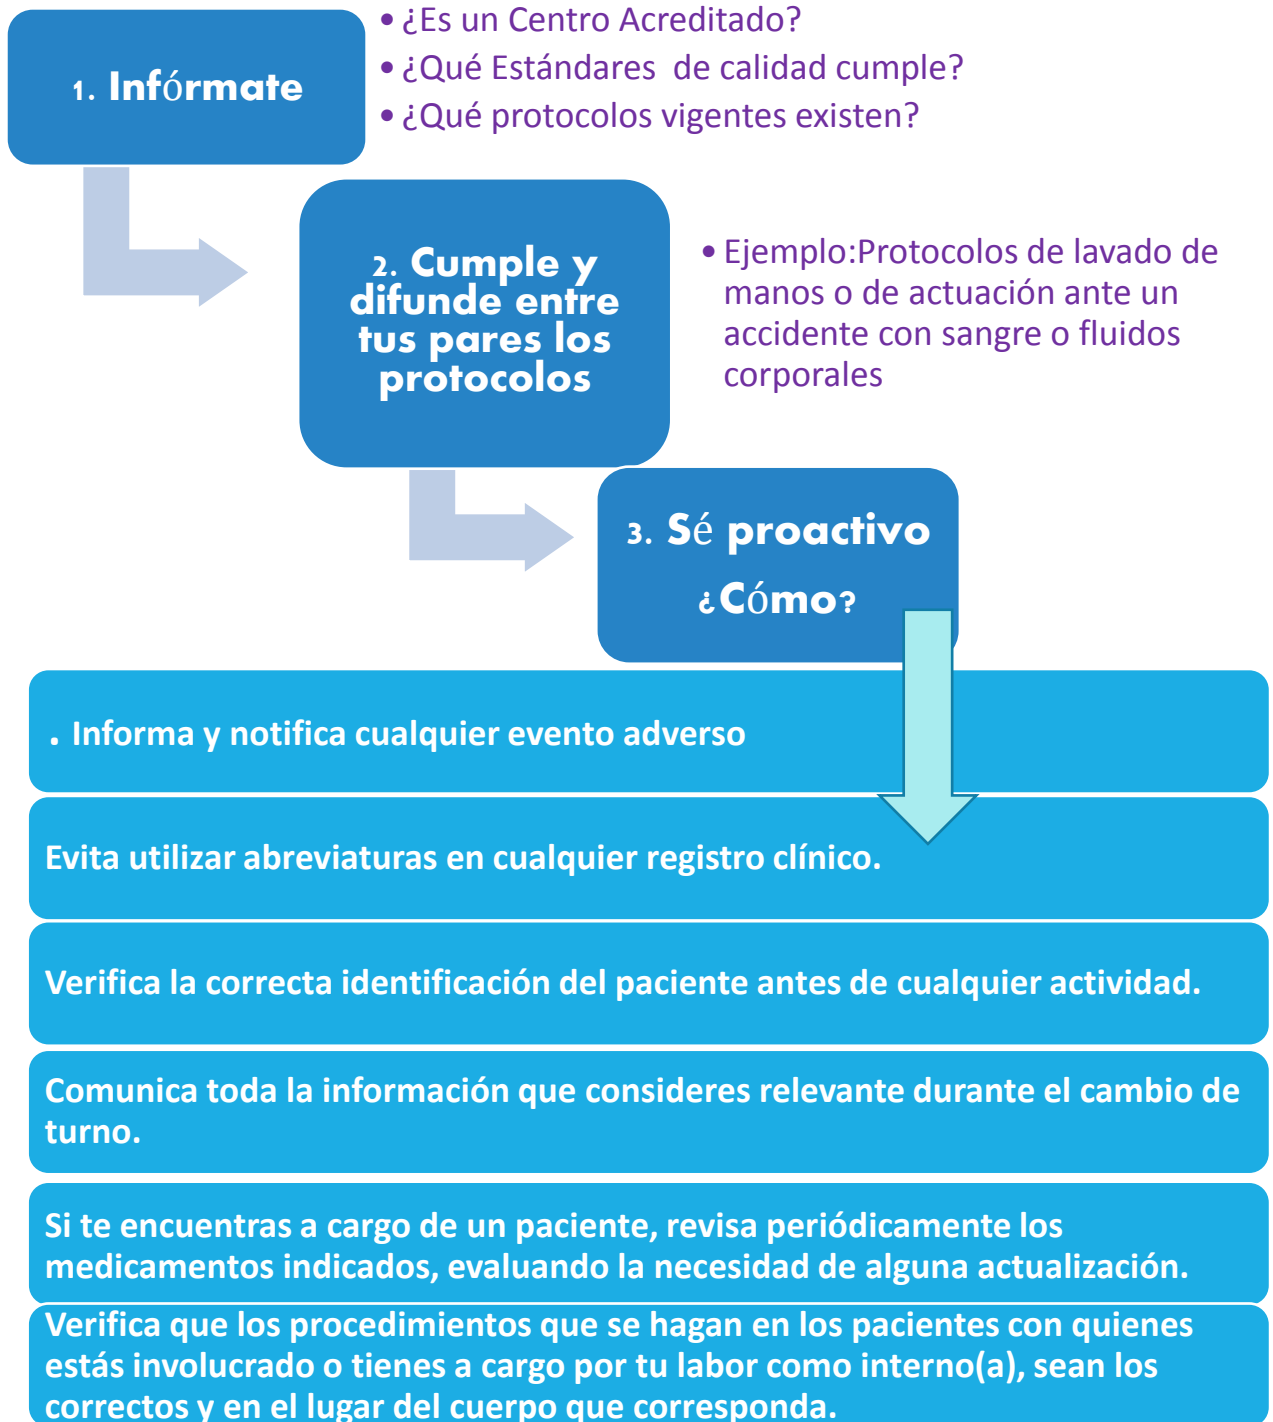 1. Infórmate
• ¿Es un Centro Acreditado?
• ¿Qué Estándares de calidad cumple?
• ¿Qué protocolos vigentes existen?
2. Cumple y
difunde entre
tus pares los
protocolos
• Ejemplo:Protocolos de lavado de
manos o de actuación ante un
accidente con sangre o fluidos
corporales
3. Sé proactivo
¿Cómo?
. Informa y notifica cualquier evento adverso
Evita utilizar abreviaturas en cualquier registro clínico.
Verifica la correcta identificación del paciente antes de cualquier actividad.
Comunica toda la información que consideres relevante durante el cambio de
turno.
Si te encuentras a cargo de un paciente, revisa periódicamente los
medicamentos indicados, evaluando la necesidad de alguna actualización.
Verifica que los procedimientos que se hagan en los pacientes con quienes
estás involucrado o tienes a cargo por tu labor como interno(a), sean los
correctos y en el lugar del cuerpo que corresponda.